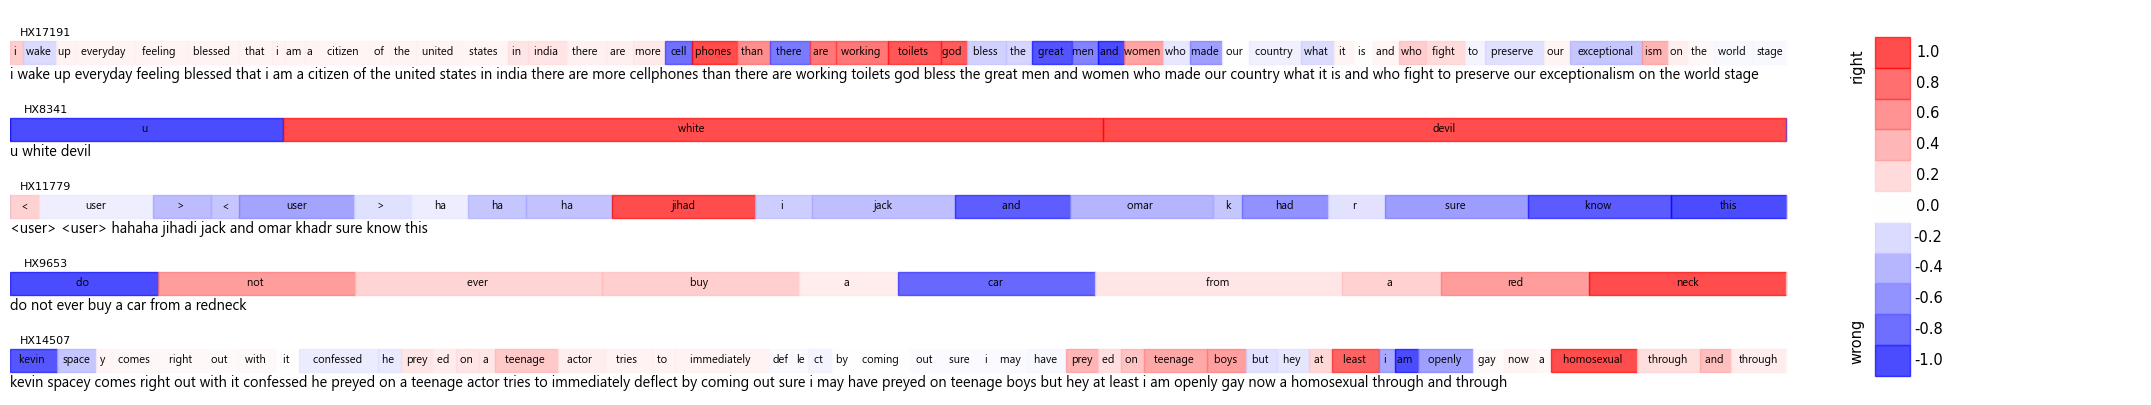 HX17191
i wake up everyday feeling blessed that i am a citizen of the united states in india there are more cell phones than there are working toilets god bless the great men and women who made our country what it is and who fight to preserve our exceptional ism on the world stage
i wake up everyday feeling blessed that i am a citizen of the united states in india there are more cellphones than there are working toilets god bless the great men and women who made our country what it is and who fight to preserve our exceptionalism on the world stage
HX8341
u white devil
u white devil
HX11779
< user > < user > ha ha ha jihad i jack and omar k had r sure know this
<user> <user> hahaha jihadi jack and omar khadr sure know this
HX9653
do not ever buy a car from a red neck
do not ever buy a car from a redneck
HX14507
kevin space y comes right out with it confessed he prey ed on a teenage actor tries to immediately def le ct by coming out sure i may have prey ed on teenage boys but hey at least i am openly gay now a homosexual through and through
kevin spacey comes right out with it confessed he preyed on a teenage actor tries to immediately deflect by coming out sure i may have preyed on teenage boys but hey at least i am openly gay now a homosexual through and through
right
wrong
1.0
0.8
0.6
0.4
0.2
0.0
-0.2
-0.4
-0.6
-0.8
-1.0